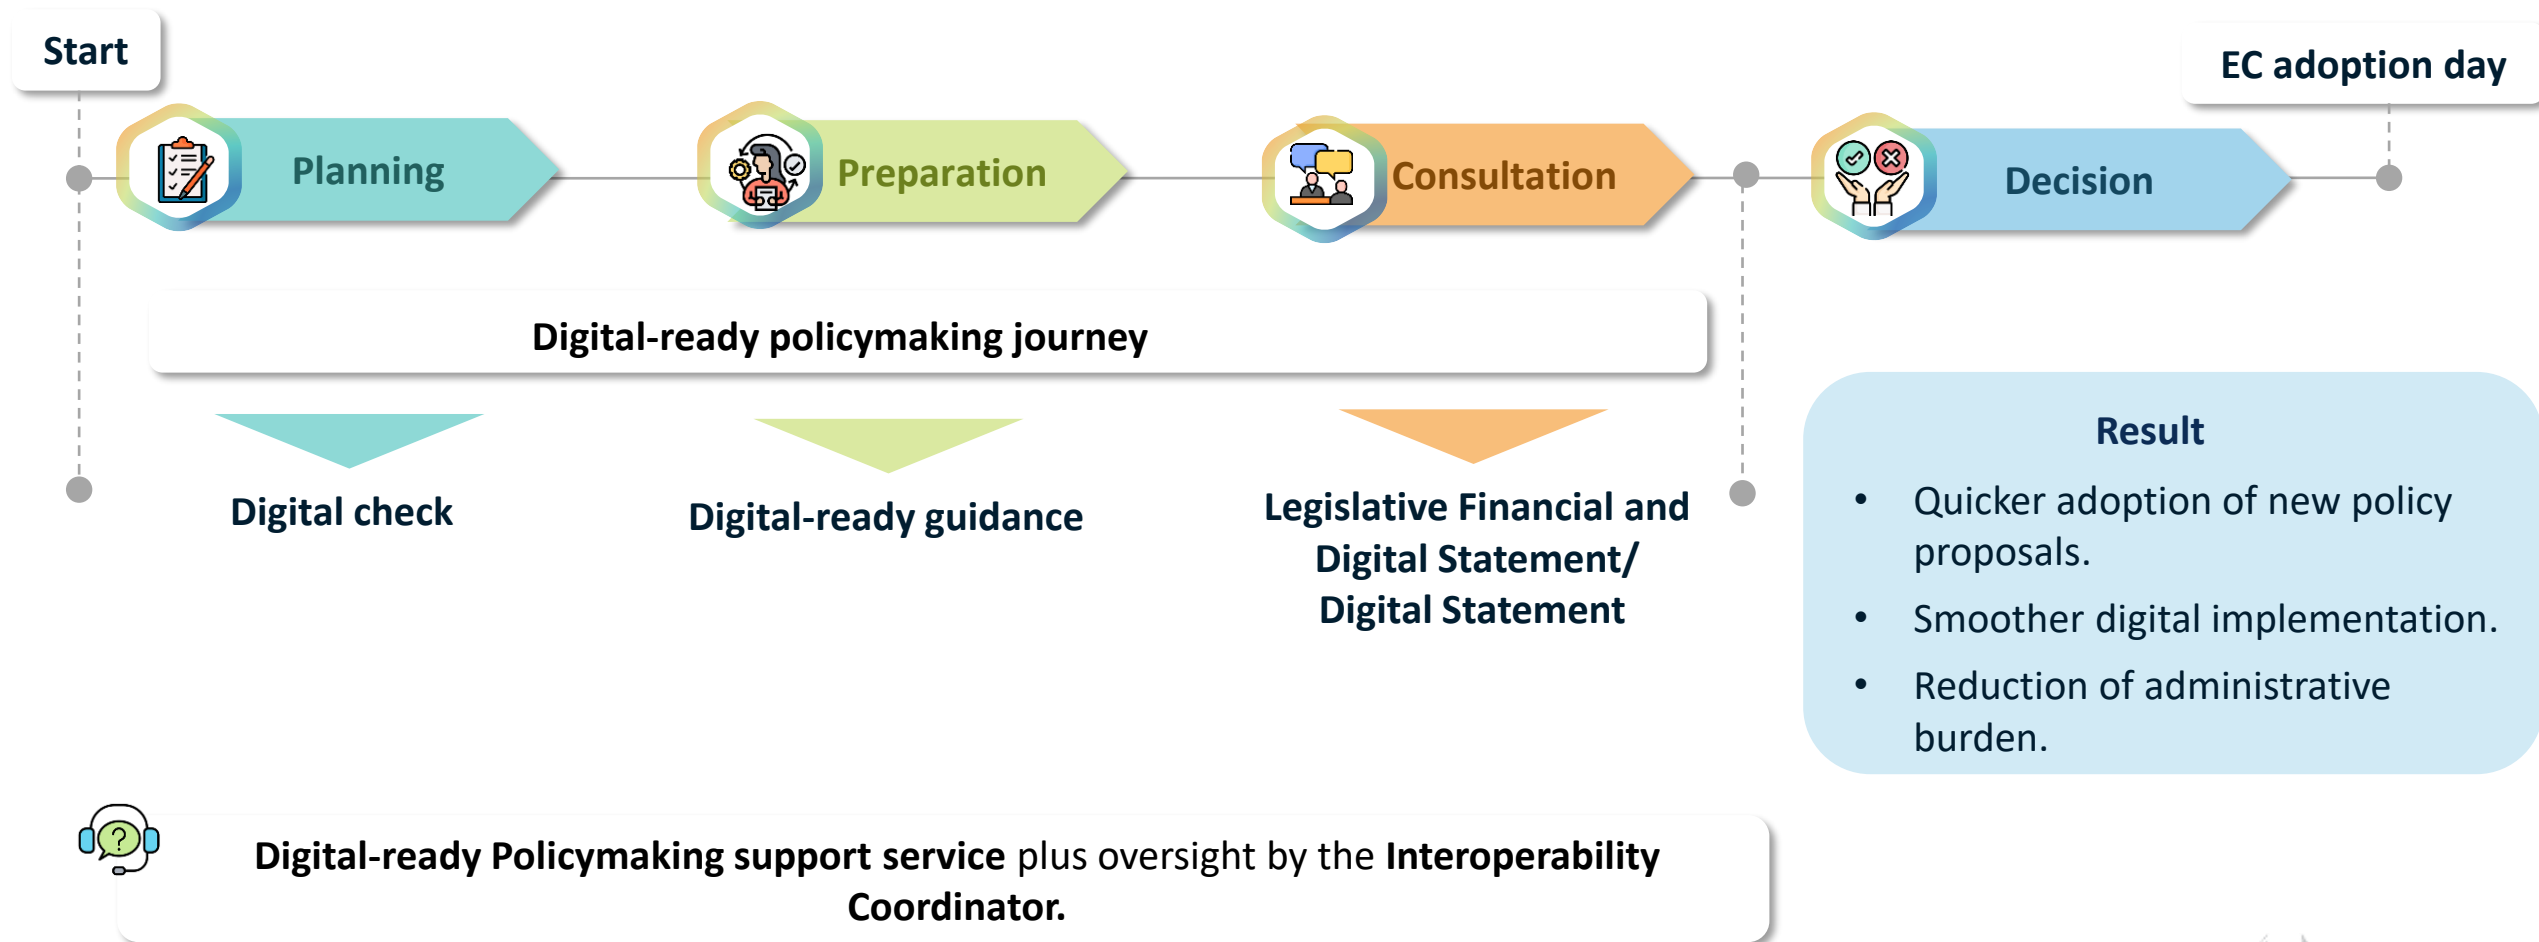 Start
EC adoption day
Planning
Preparation
Consultation
Decision
Digital-ready policymaking journey
Digital check
Digital-ready guidance
Legislative Financial and
Digital Statement/
Digital Statement
Result
• Quicker adoption of new policy
proposals.
• Smoother digital implementation.
• Reduction of administrative
burden.
?
Digital-ready Policymaking support service plus oversight by the Interoperability
Coordinator.